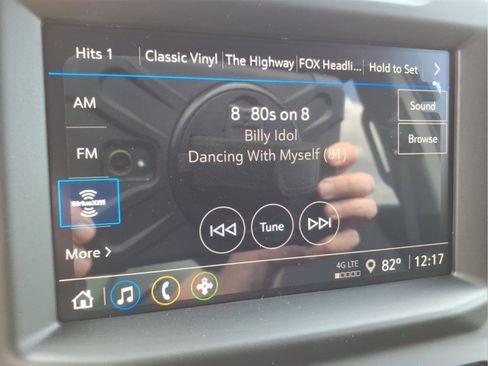 Hits 1 Classic Vinyl The Highway FOX Headli... Hold to Set
AM
8 80s on 8
Sound
Billy Idol
Browse
FM
Dancing With Myself (81)
SiriusXM
Tune
More
4G LTE
82° 12:17